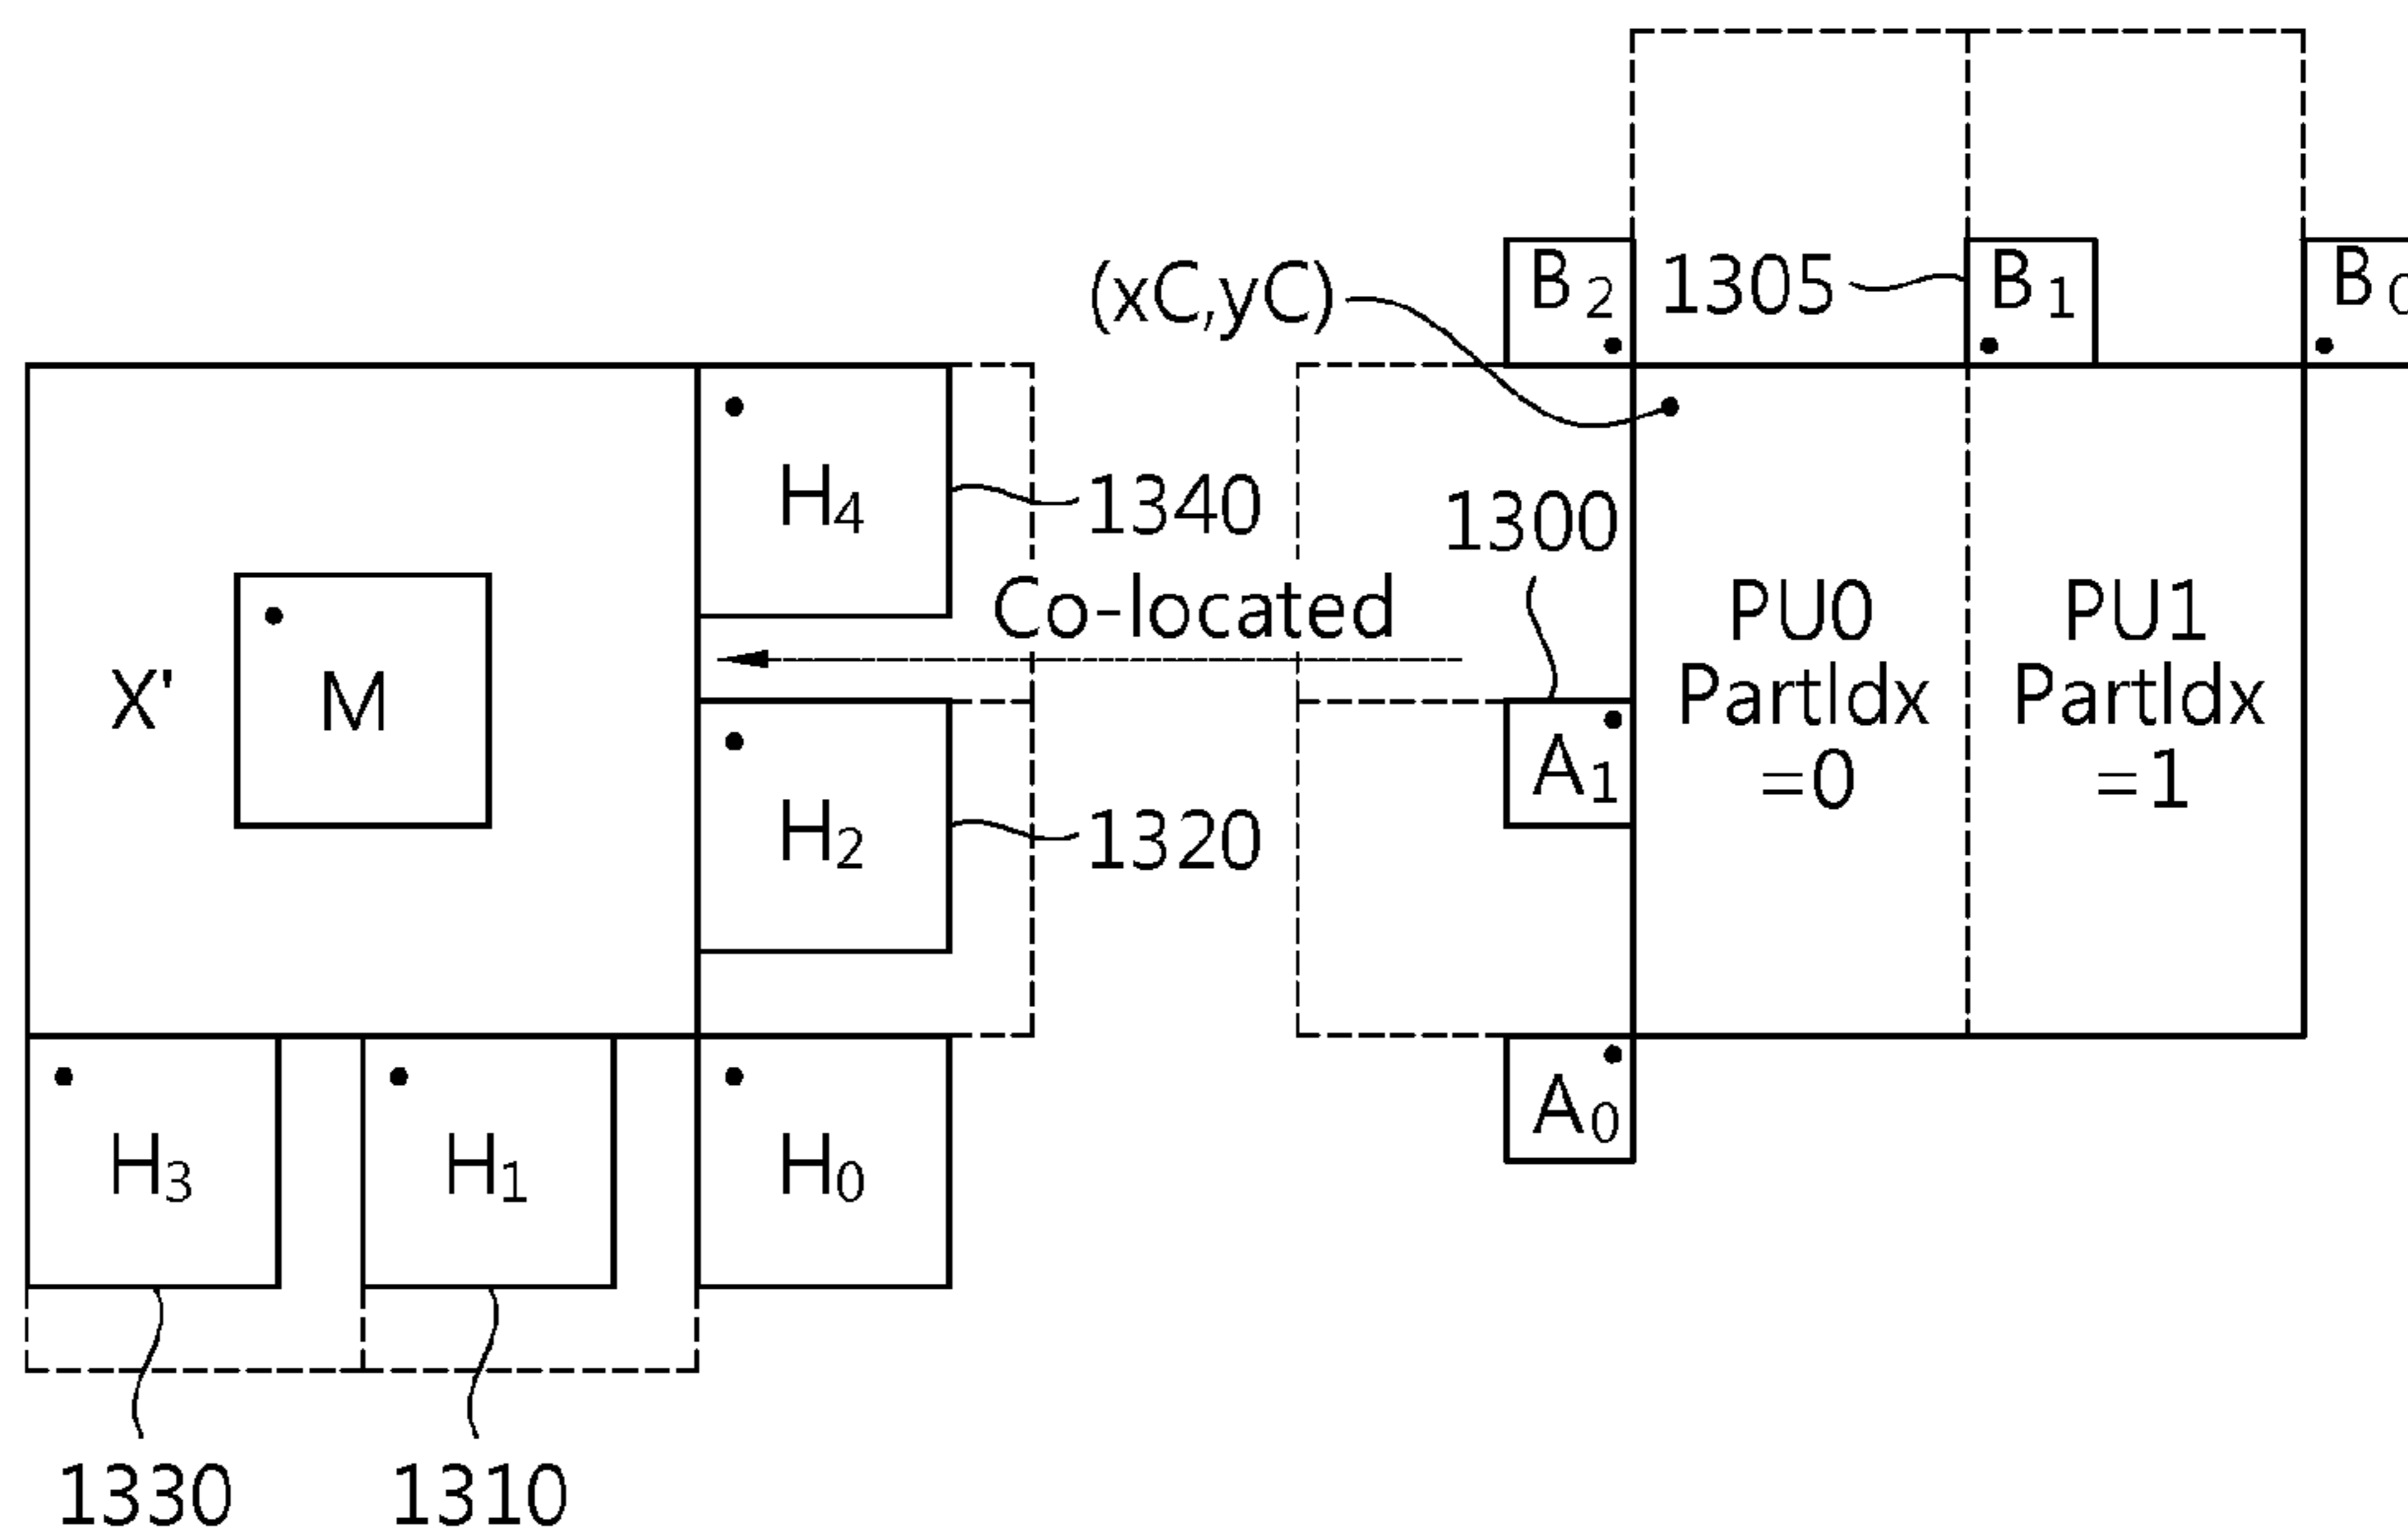 B2
1305
B1
B0
(xC,yC)
H4
1340
1300
Co-located
PU0
PartIdx
=0
PU1
PartIdx
=1
X'
M
A1
H2
1320
A0
H3
H1
H0
1330
1310